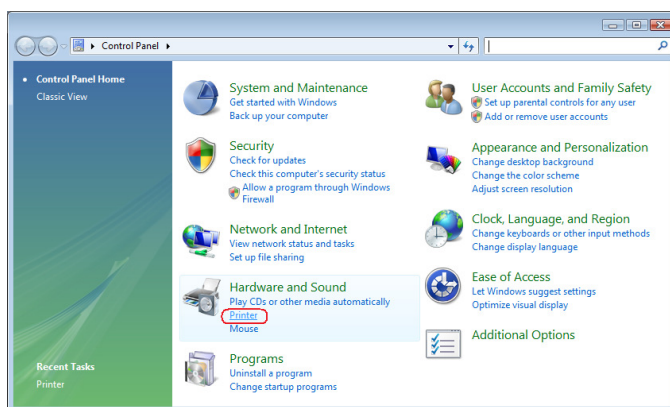 Control Panel
Control Panel Home
Classic View
Recent Tasks
Printer
System and Maintenance
Get started with Windows
Back up your computer
Security
Check for updates
Check this computer's security status
Allow a program through Windows
Firewall
Network and Internet
View network status and tasks
Set up file sharing
Hardware and Sound
Play CDs or other media automatically
Printer
Mouse
Programs
Uninstall a program
Change startup programs
User Accounts and Family Safety
Set up parental controls for any user
Add or remove user accounts
Appearance and Personalization
Change desktop background
Change the color scheme
Adjust screen resolution
Clock, Language, and Region
Change keyboards or other input methods
Change display language
Ease of Access
Let Windows suggest settings
Optimize visual display
Additional Options